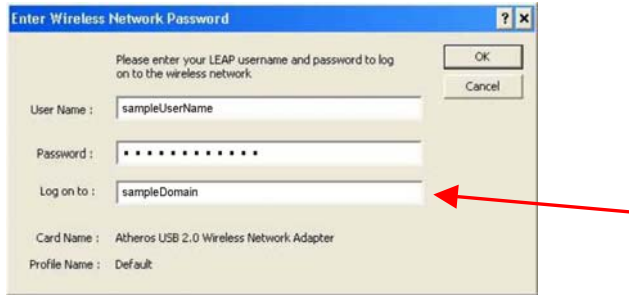 Enter Wireless Network Password
? ×
Please enter your LEAP username and password to log
on to the wireless network
OK
Cancel
User Name : sampleUserName
Password : ••••••••••••
Log on to : sampleDomain
Card Name : Atheros USB 2.0 Wireless Network Adapter
Profile Name : Default